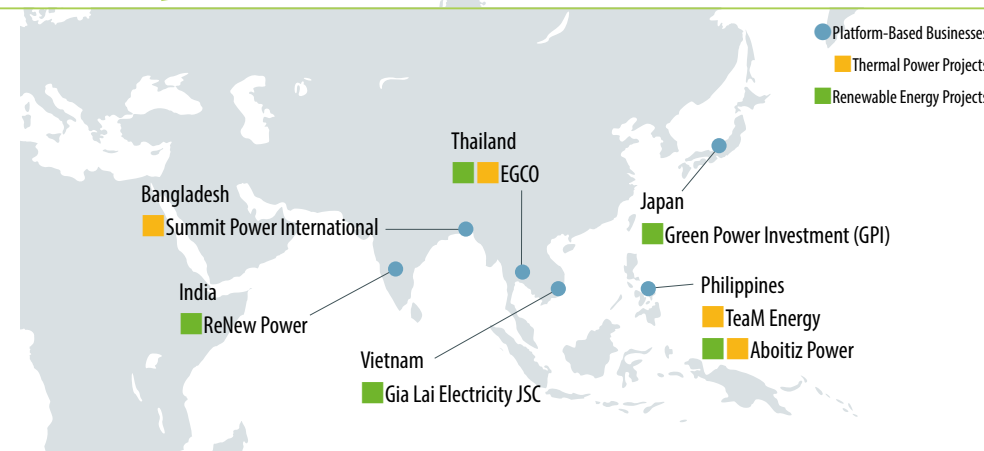 Platform-Based Businesses
Thermal Power Projects
Renewable Energy Projects
Thailand
EGCO
Bangladesh
Summit Power International
Japan
Green Power Investment (GPI)
India
ReNew Power
Philippines
TeaM Energy
Aboitiz Power
Vietnam
Gia Lai Electricity JSC